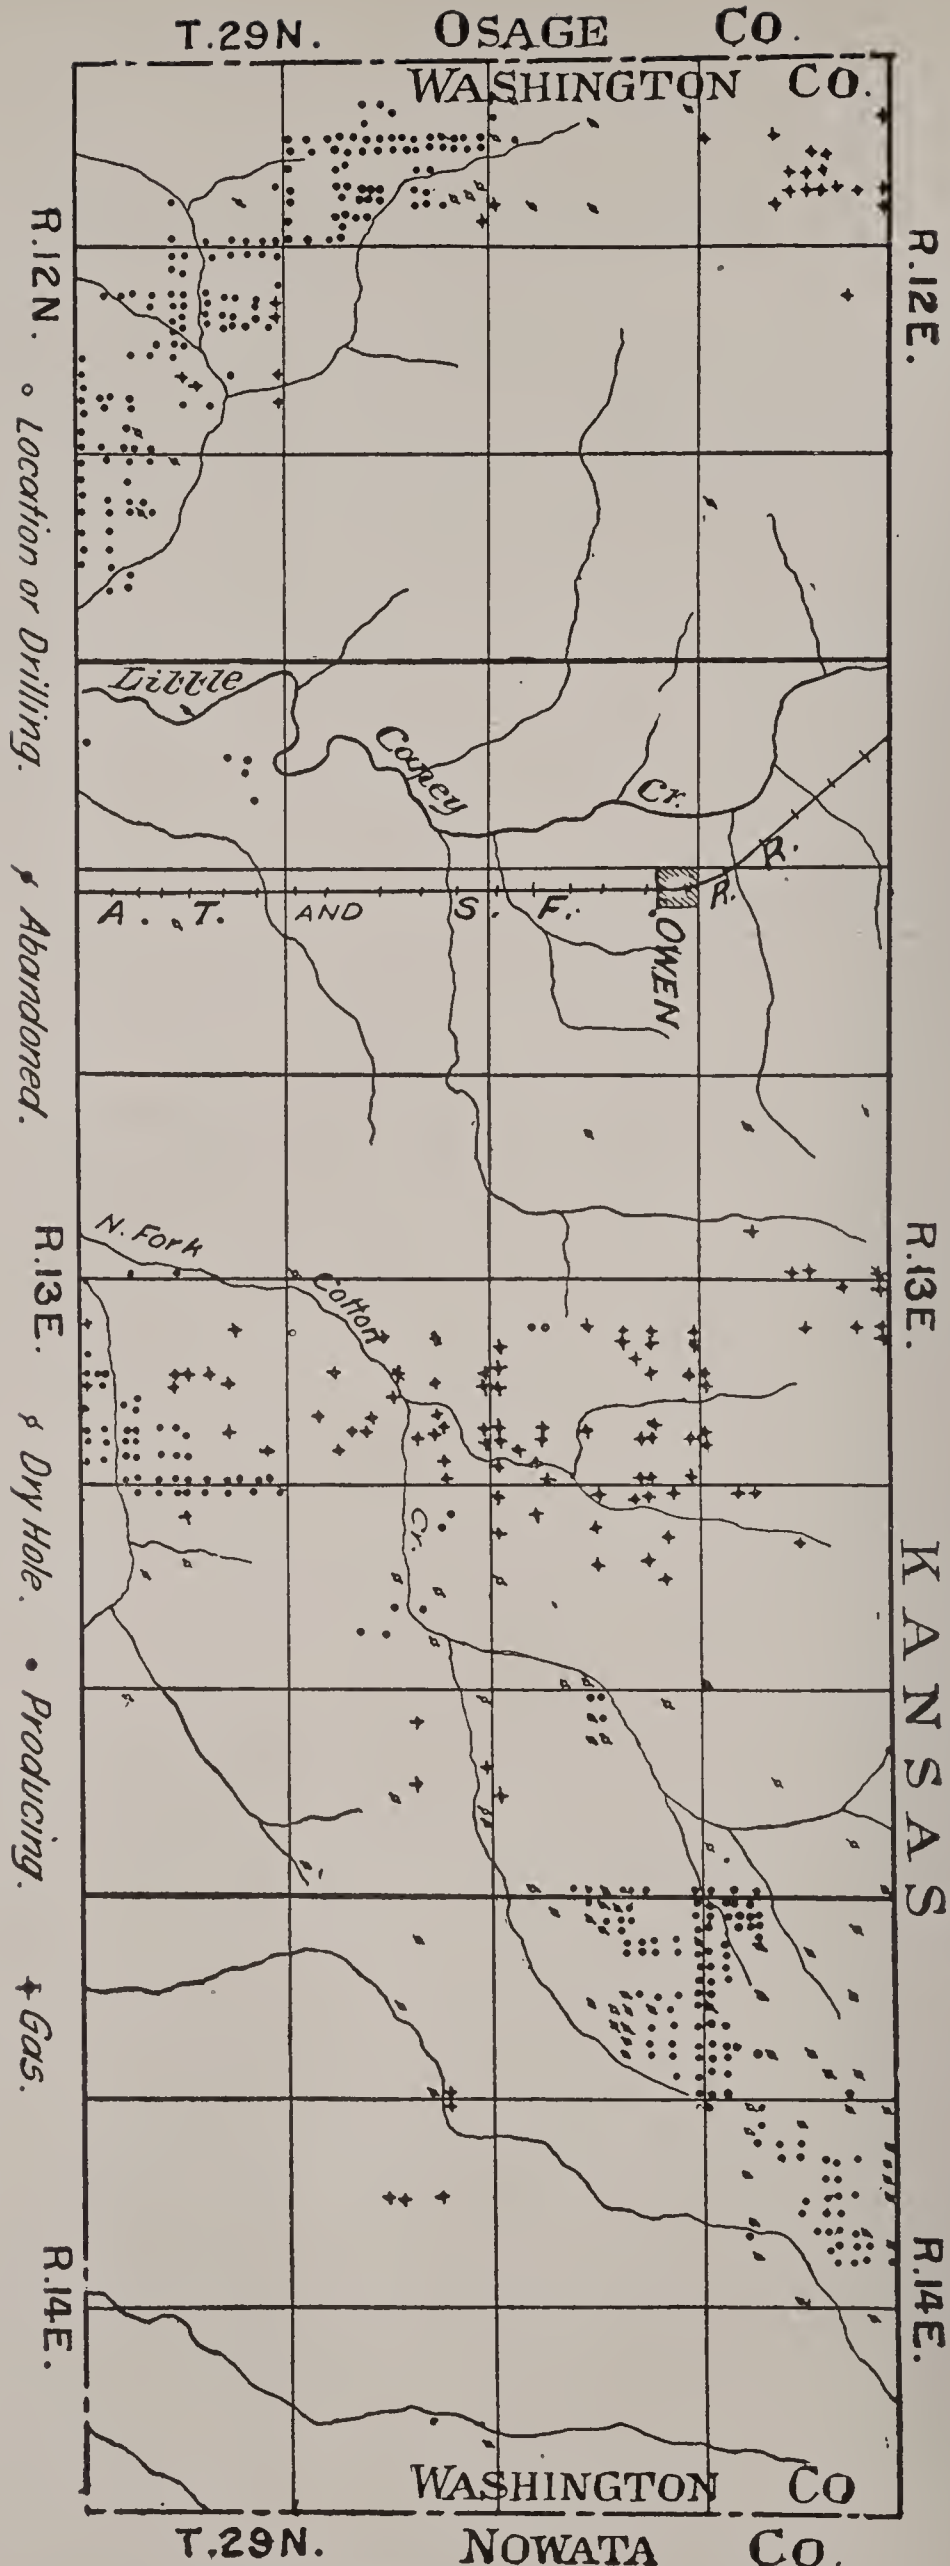 T.29N. OSAGE CO.
WASHINGTON CO.
R.12N.
R.12E.
Little
Caney
Cr.
R. R.
A. T. AND S. F.
OWEN
N. Fork
Cotton
Cr.
R.13E.
R.13E.
KANSAS
R.14E.
R.14E.
Location or Drilling. Abandoned. Dry Hole. Producing. Gas.
WASHINGTON CO
T.29N. NOWATA CO.